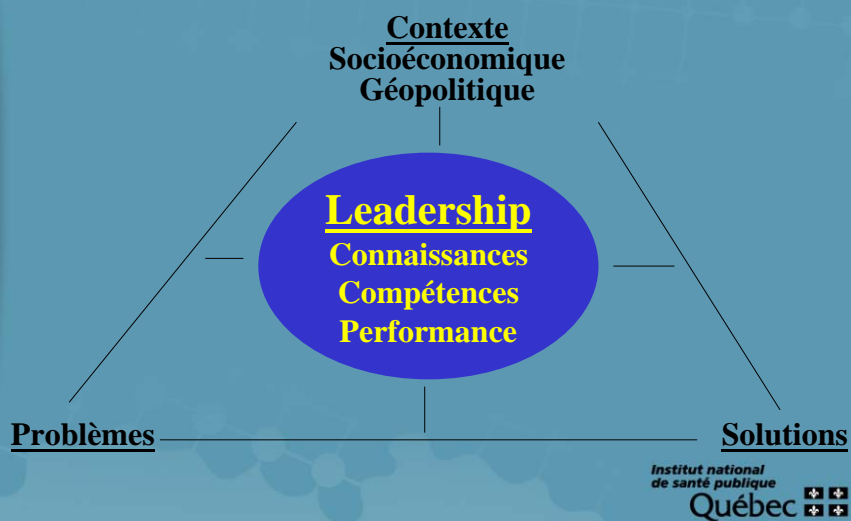 Contexte
Socioéconomique
Géopolitique
Leadership
Connaissances
Compétences
Performance
Problèmes
Solutions
Institut national
de santé publique
Québec